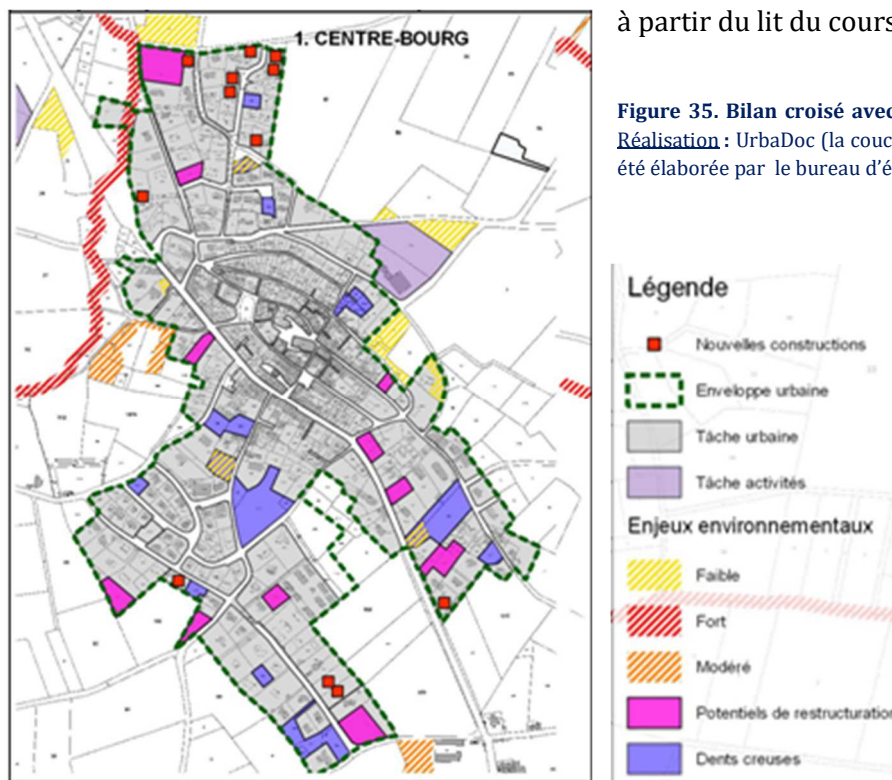 1. CENTRE-BOURG
à partir du lit du cours
Figure 35. Bilan croisé avec
Réalisation : UrbaDoc (la couc
été élaborée par le bureau d'é
Légende
Nouvelles constructions
Enveloppe urbaine
Tâche urbaine
Tâche activités
Enjeux environnementaux
Faible
Fort
Modéré
Potentiels de restructuration
Dents creuses